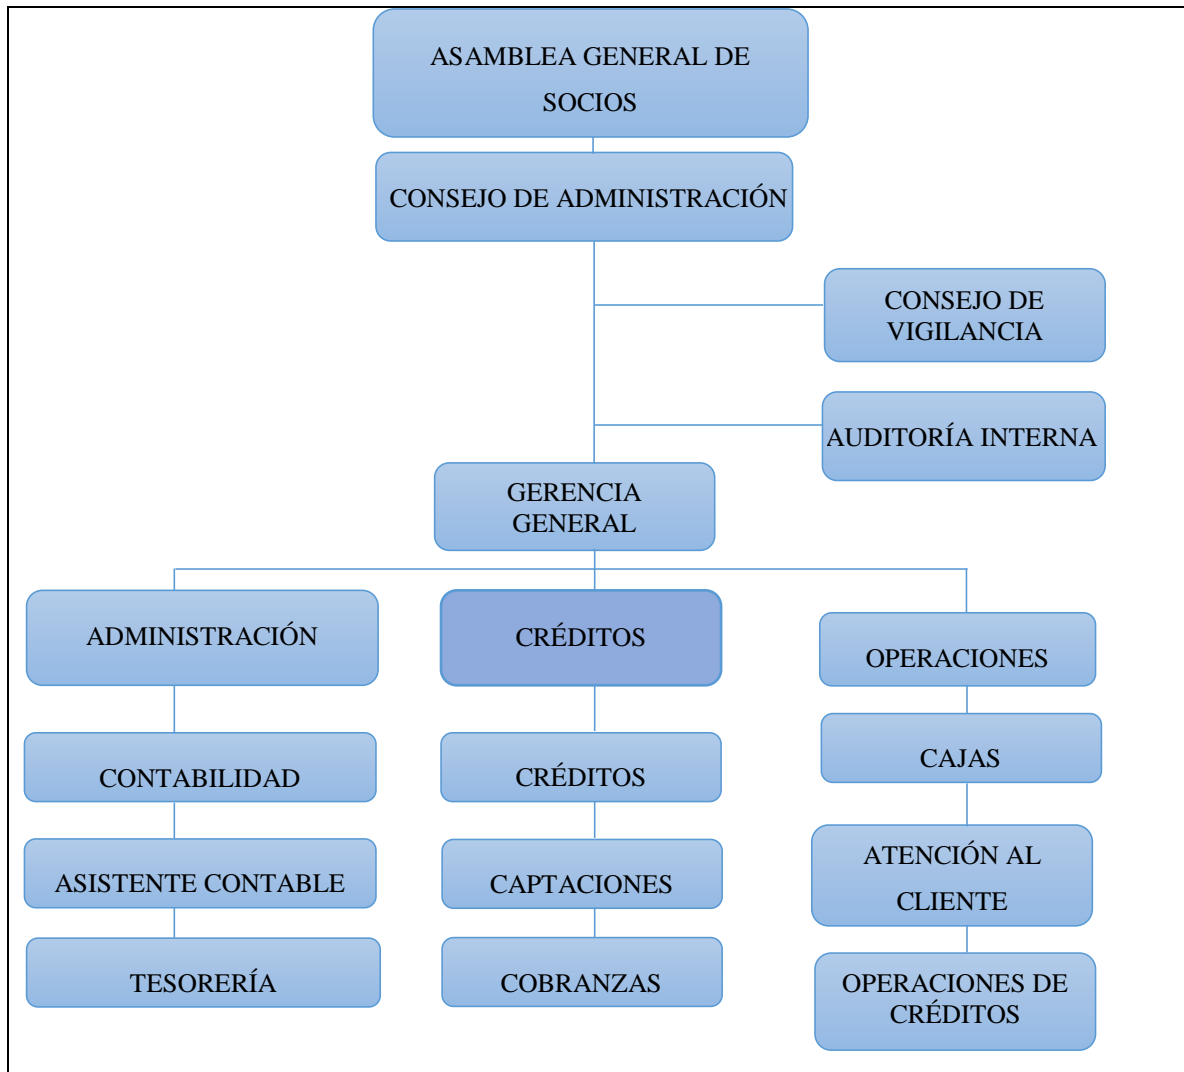 ASAMBLEA GENERAL DE
SOCIOS
CONSEJO DE ADMINISTRACIÓN
CONSEJO DE
VIGILANCIA
AUDITORÍA INTERNA
GERENCIA
GENERAL
ADMINISTRACIÓN
CRÉDITOS
OPERACIONES
CONTABILIDAD
CRÉDITOS
CAJAS
ASISTENTE CONTABLE
CAPTACIONES
ATENCIÓN AL
CLIENTE
TESORERÍA
COBRANZAS
OPERACIONES DE
CRÉDITOS